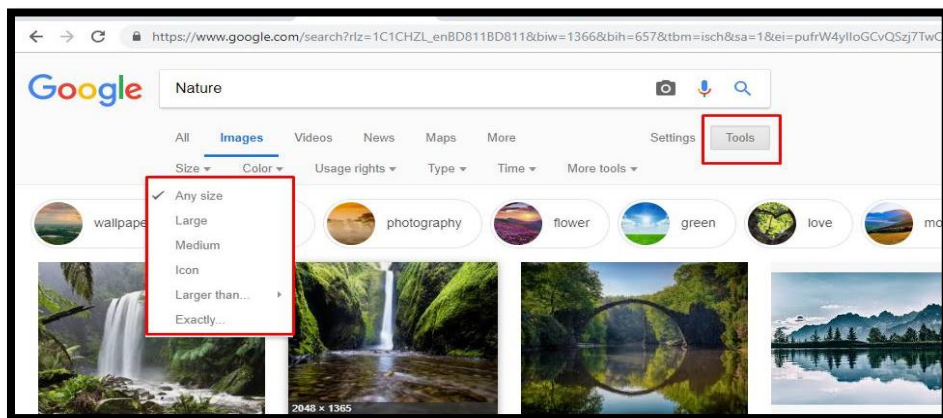 https://www.google.com/search?rlz=1C1CHZL_enBD811BD811&biw=1366&bih=657&tbm=isch&sa=1&ei=pufrW4ylIoGCvQSzj7TwC
Google Nature
All Images Videos News Maps More Settings Tools
Size Color Usage rights Type Time More tools
Any size
Large
Medium
Icon
Larger than...
Exactly...
wallpape photography flower green love mo
2048 × 1365